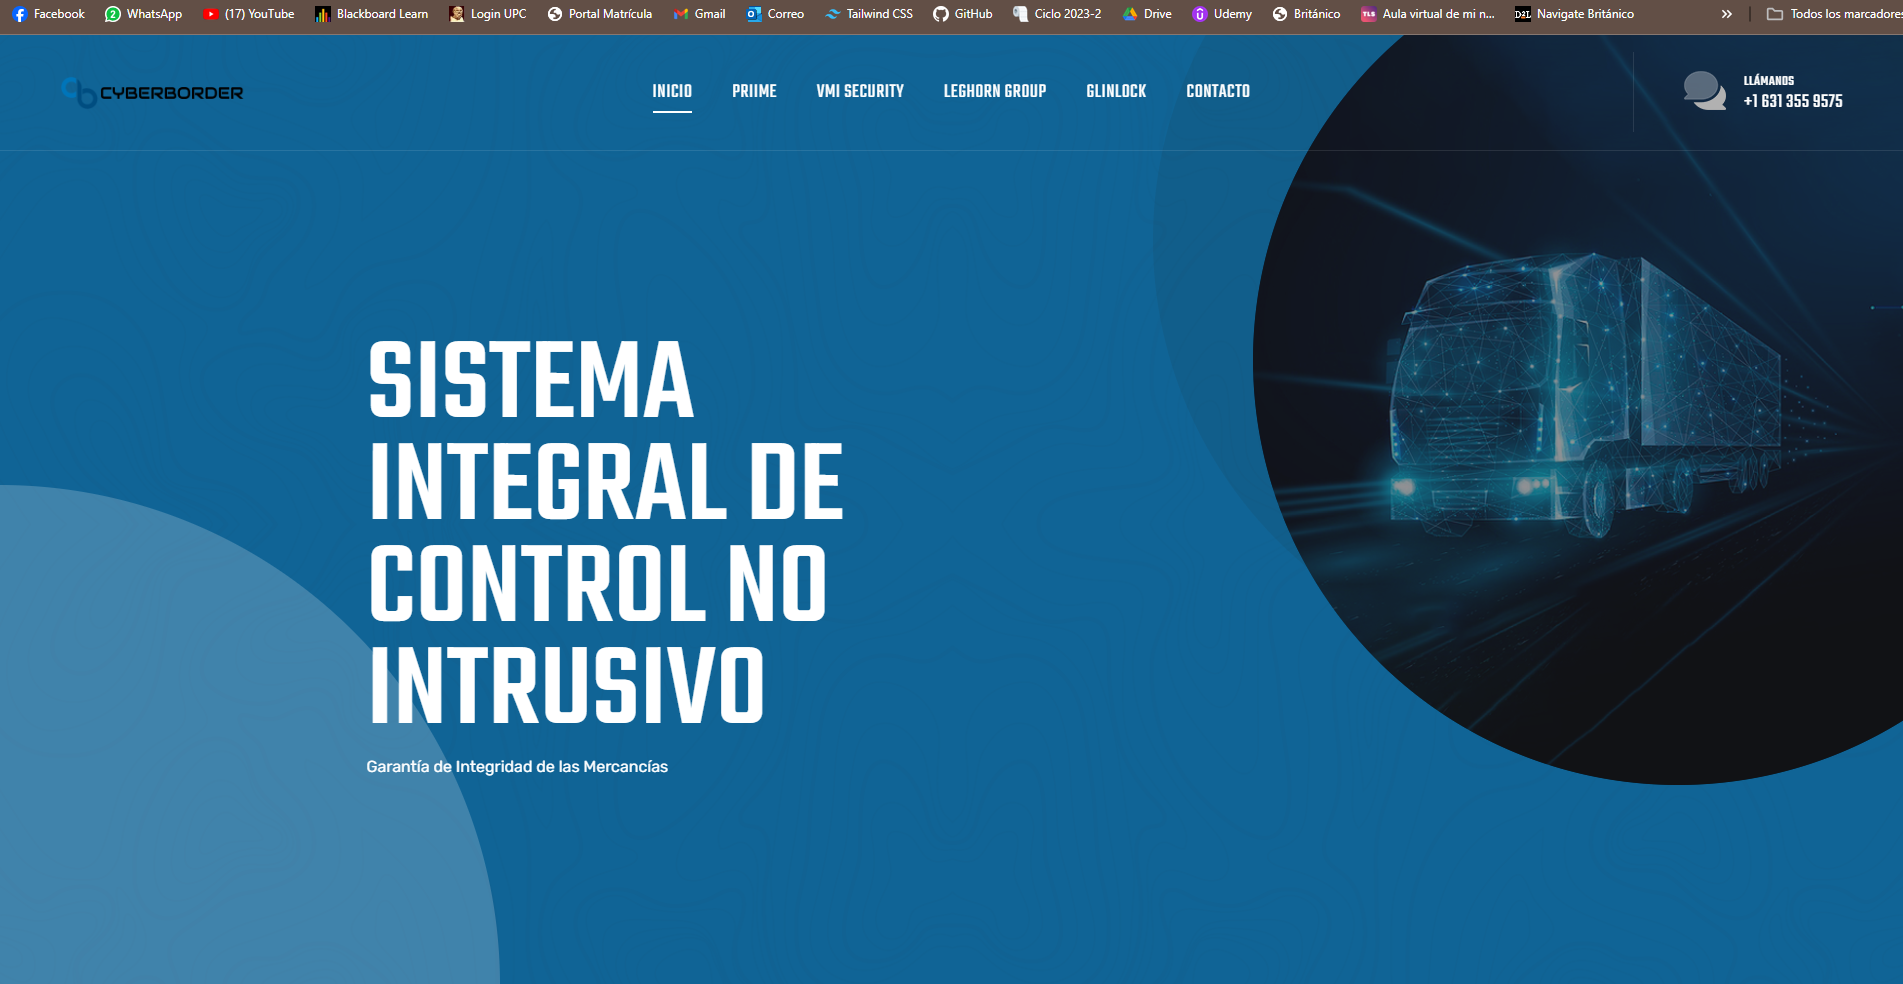 Facebook WhatsApp (17) YouTube Blackboard Learn Login UPC Portal Matrícula Gmail Correo Tailwind CSS GitHub Ciclo 2023-2 Drive Udemy Británico Aula virtual de mi n... Navigate Británico » Todos los marcadores
CYBERBORDER INICIO PRIIME VMI SECURITY LEGHORN GROUP GLINLOCK CONTACTO
LLÁMANOS
+1 631 355 9575
SISTEMA
INTEGRAL DE
CONTROL NO
INTRUSIVO
Garantía de Integridad de las Mercancías